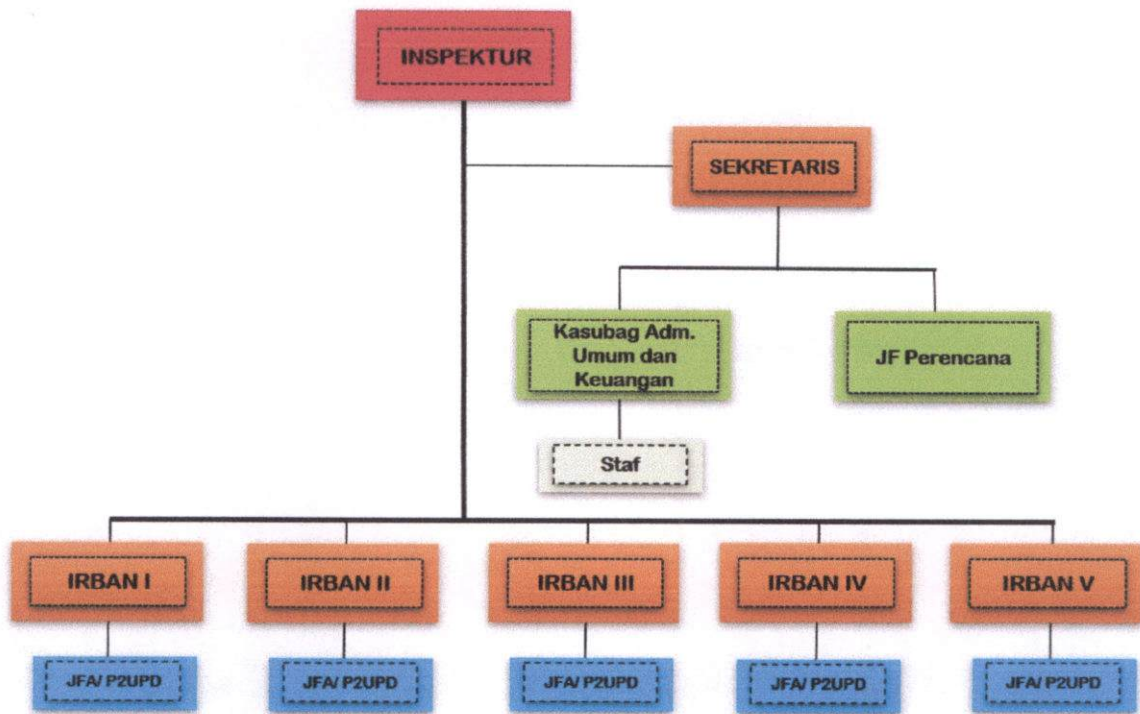 INSPEKTUR
SEKRETARIS
Kasubag Adm.
Umum dan
Keuangan
JF Perencana
Staf
IRBAN I
IRBAN II
IRBAN III
IRBAN IV
IRBAN V
JFA/ P2UPD
JFA/ P2UPD
JFA/ P2UPD
JFA/ P2UPD
JFA/ P2UPD